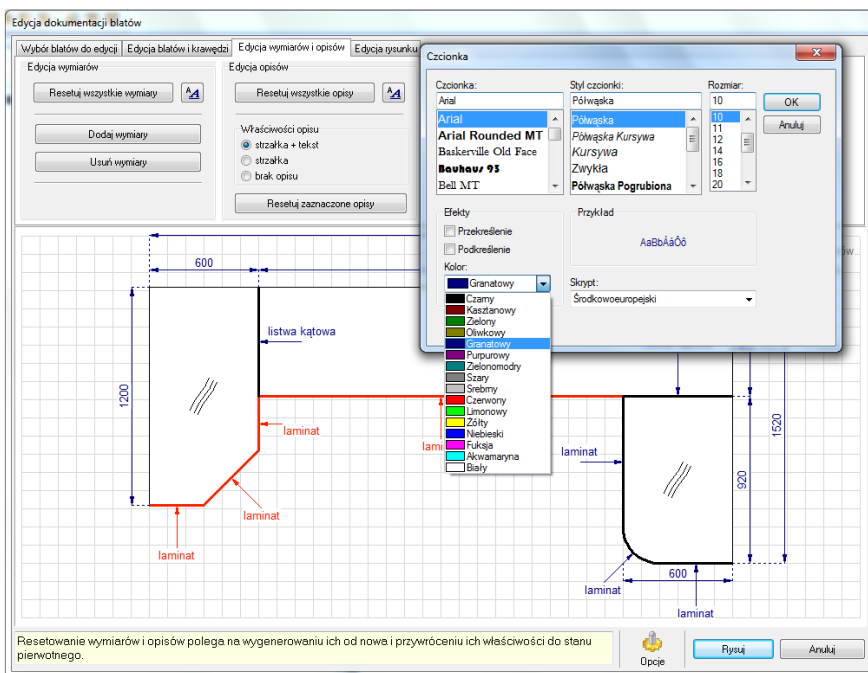 Edycja dokumentacji blatów
Wybór blatów do edycji
Edycja blatów i krawędzi
Edycja wymiarów i opisów
Edycja rysunku
Edycja wymiarów
Resetuj wszystkie wymiary
AA
Dodaj wymiary
Usuń wymiary
Edycja opisów
Resetuj wszystkie opisy
AA
Właściwości opisu
strzałka + tekst
strzałka
brak opisu
Resetuj zaznaczone opisy
Czcionka
Czcionka:
Arial
Arial
Arial Rounded MT
Baskerville Old Face
Bauhaus 93
Bell MT
Styl czcionki:
Półwąska
Półwąska
Półwąska Kursywa
Kursywa
Zwykła
Półwąska Pogrubiona
Rozmiar:
10
10
11
12
14
16
18
20
OK
Anuluj
Efekty
Przekreślenie
Podkreślenie
Kolor:
Granatowy
Czarny
Kasztanowy
Zielony
Oliwkowy
Granatowy
Purpurowy
Zielonomodry
Szary
Srebrny
Czerwony
Limonowy
Żółty
Niebieski
Fuksja
Akwamaryna
Biały
Przykład
AaBbÁáÔô
Skrypt:
Środkowoeuropejski
600
listwa kątowa
1200
laminat
laminat
laminat
lami
laminat
1520
920
600
laminat
laminat
Resetowanie wymiarów i opisów polega na wygenerowaniu ich od nowa i przywróceniu ich właściwości do stanu
pierwotnego.
Opcje
Rysuj
Anuluj